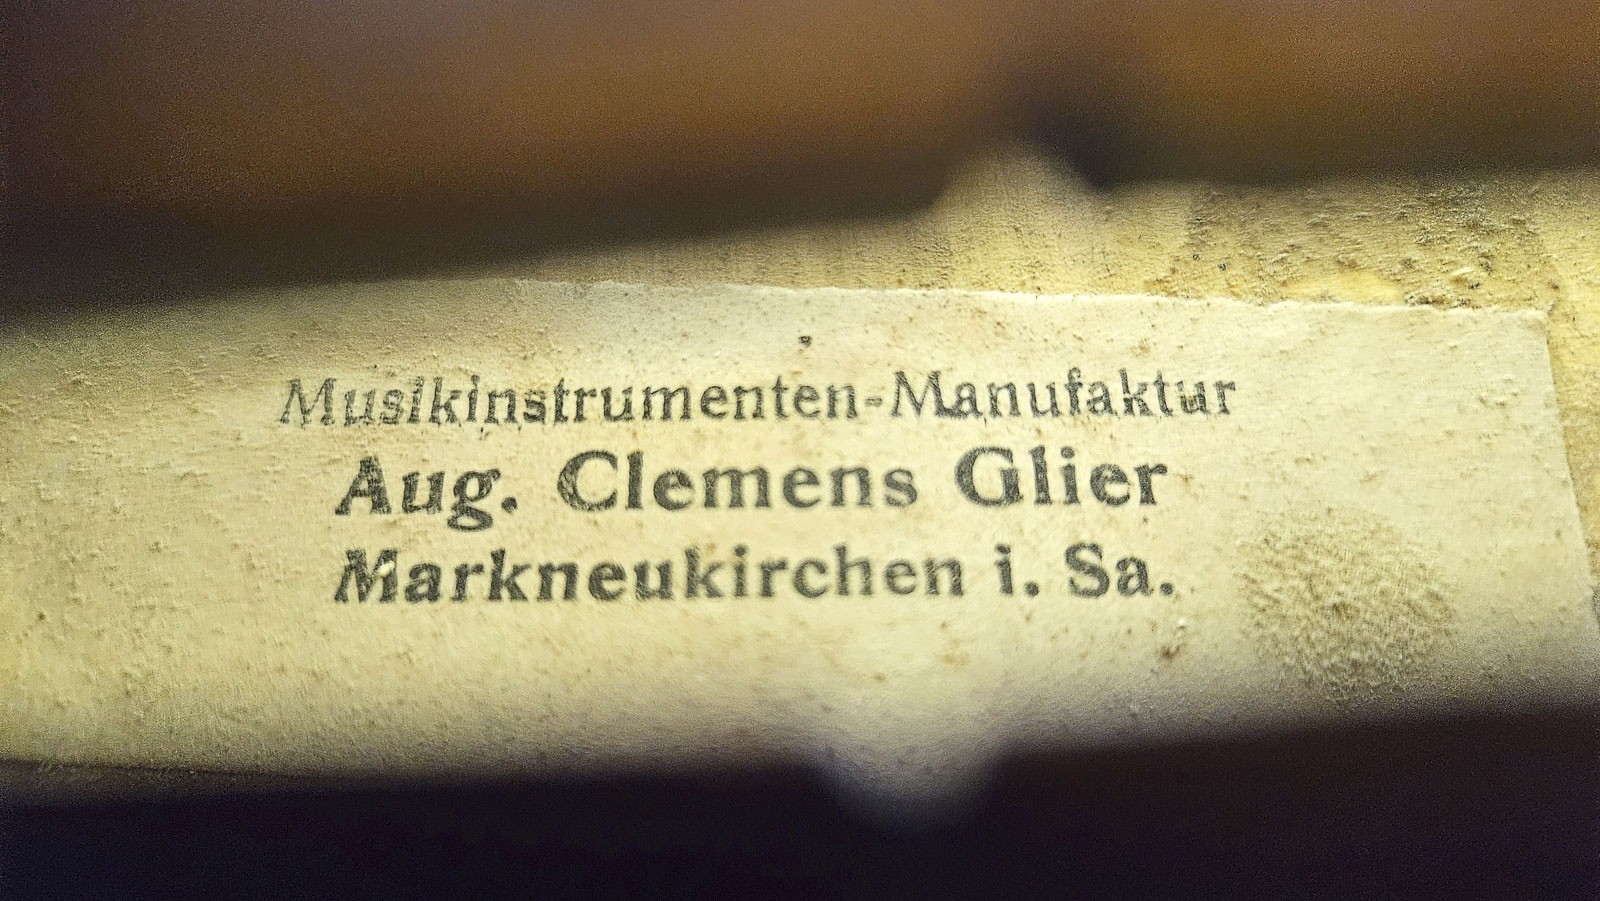 Musikinstrumenten-Manufaktur
Aug. Clemens Glier
Markneukirchen i. Sa.